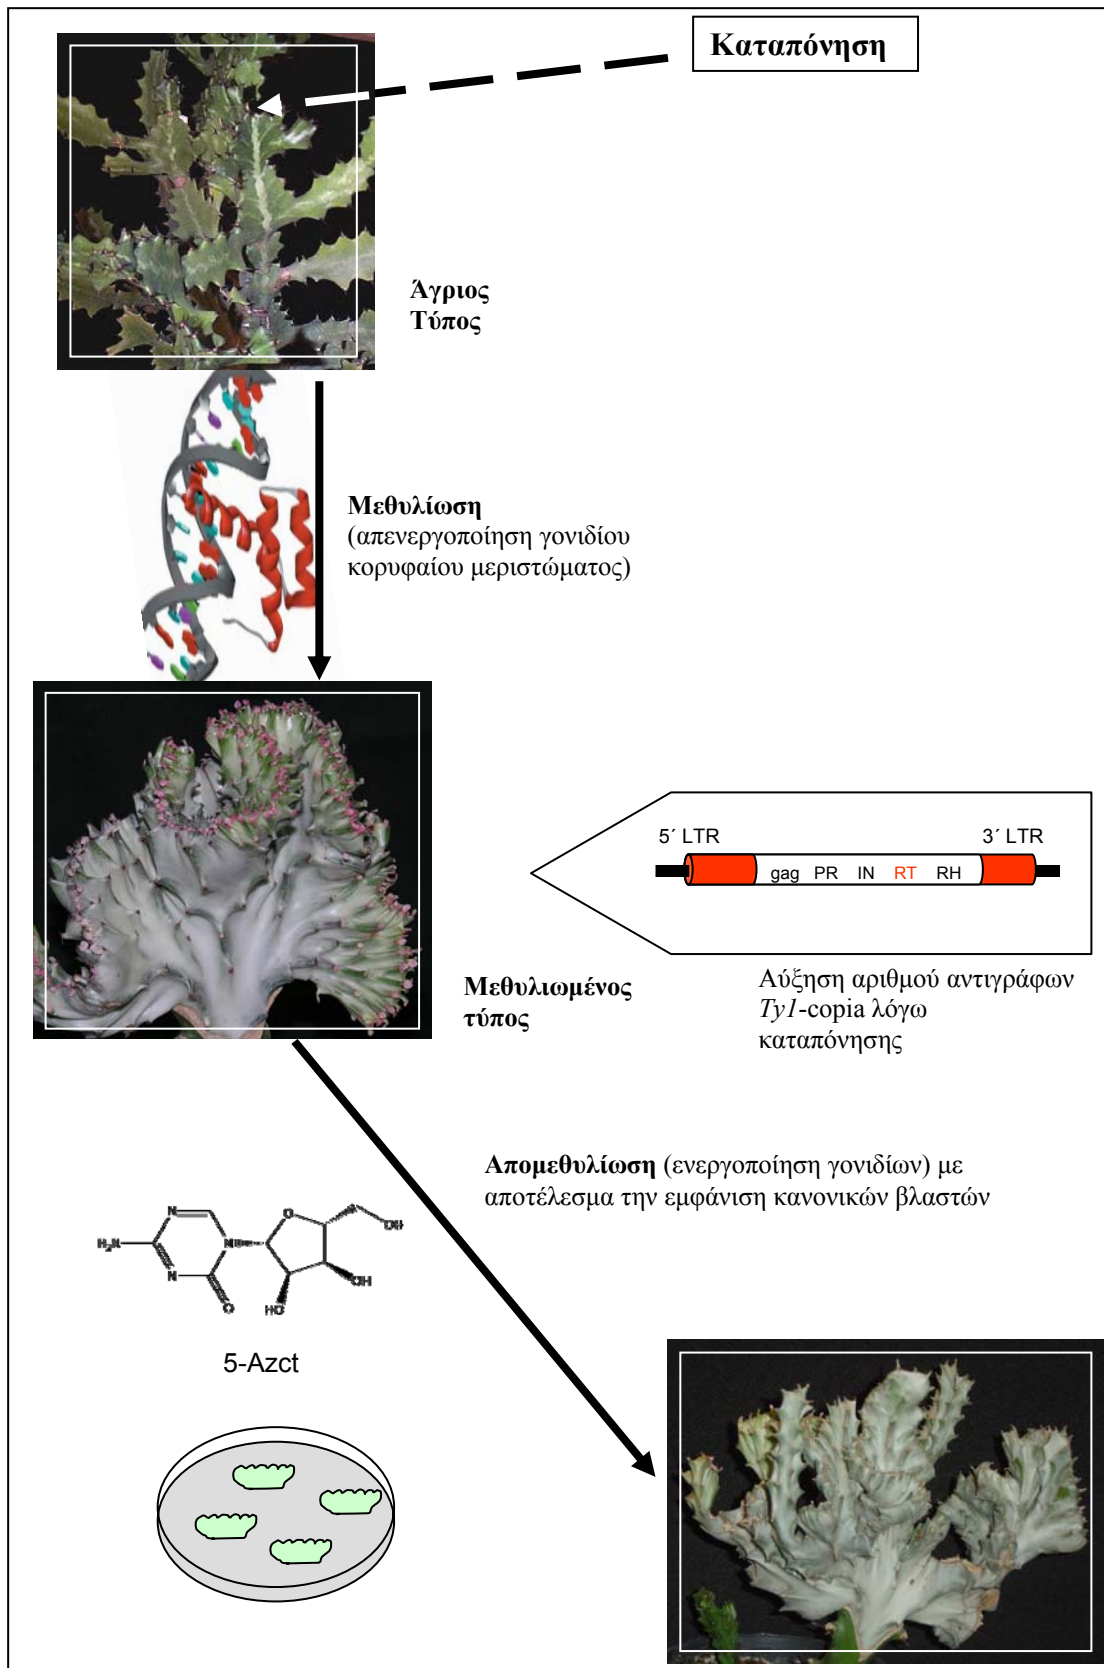 Καταπόνηση
Άγριος
Τύπος
Μεθυλίωση
(απενεργοποίηση γονιδίου
κορυφαίου μεριστώματος)
5´ LTR 3´ LTR
gag PR IN RT RH
Μεθυλιωμένος
τύπος
Αύξηση αριθμού αντιγράφων
Ty1-copia λόγω
καταπόνησης
Απομεθυλίωση (ενεργοποίηση γονιδίων) με
αποτέλεσμα την εμφάνιση κανονικών βλαστών
N
O
OH
H₂N
N
N
OH
O
HO
5-Azct